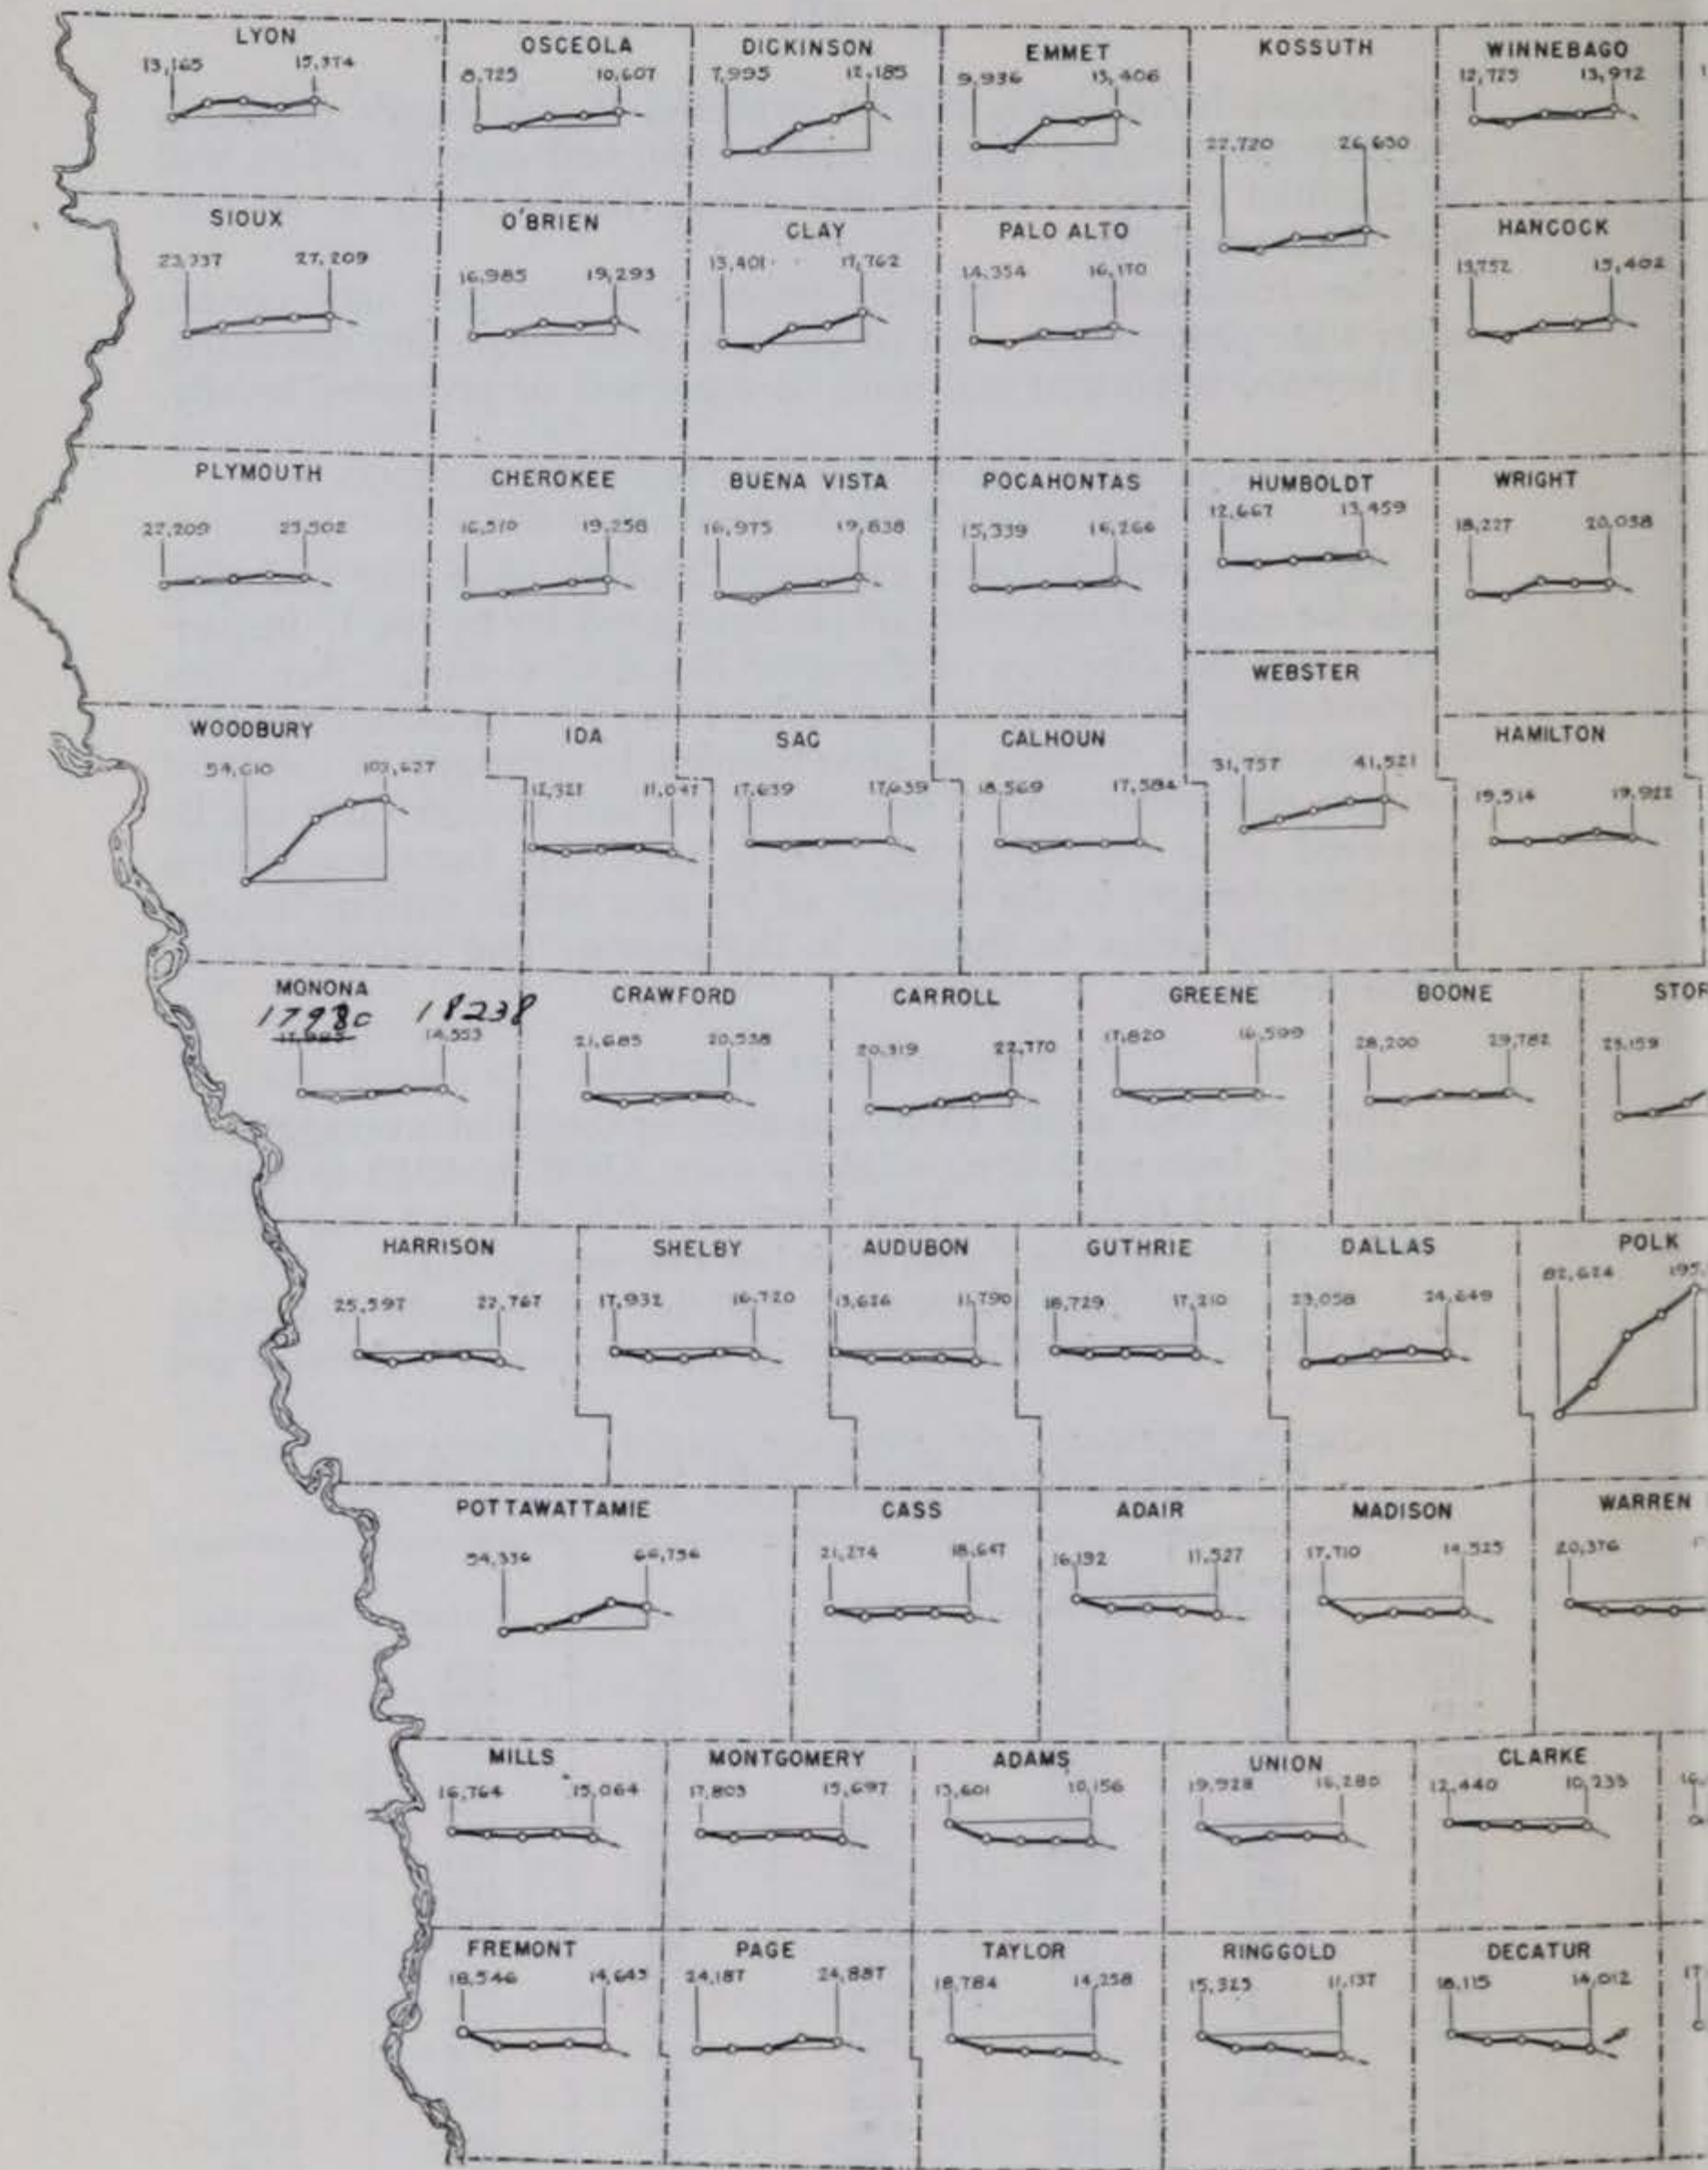 LYON
13,165 15,374
OSCEOLA
8,725 10,607
DICKINSON
7,995 12,185
EMMET
9,936 13,406
KOSSUTH
22,720 26,630
WINNEBAGO
12,725 13,972
SIOUX
23,337 27,209
O'BRIEN
16,985 19,293
CLAY
13,401 17,762
PALO ALTO
14,354 16,170
HANCOCK
13,752 15,402
PLYMOUTH
22,209 23,502
CHEROKEE
16,570 19,258
BUENA VISTA
16,975 19,838
POCAHONTAS
15,339 16,266
HUMBOLDT
12,667 13,459
WRIGHT
18,227 20,038
WEBSTER
31,757 41,521
WOODBURY
54,610 103,627
IDA
12,327 11,047
SAC
17,639 17,639
CALHOUN
18,569 17,584
HAMILTON
19,514 19,922
MONONA
17980 18238
14,553
CRAWFORD
21,685 20,538
CARROLL
20,319 22,770
GREENE
17,820 16,599
BOONE
28,200 29,782
STOR
23,159
HARRISON
25,597 22,767
SHELBY
17,932 16,720
AUDUBON
13,626 11,790
GUTHRIE
18,729 17,210
DALLAS
23,058 24,649
POLK
82,624 195,
POTTAWATTAMIE
54,336 66,756
CASS
21,274 18,647
ADAIR
16,192 11,527
MADISON
17,710 14,525
WARREN
20,376
MILLS
16,764 15,064
MONTGOMERY
17,803 15,697
ADAMS
13,601 10,156
UNION
19,928 16,280
CLARKE
12,440 10,233
16,
FREMONT
18,546 14,645
PAGE
24,187 24,887
TAYLOR
18,784 14,258
RINGGOLD
15,325 11,137
DECATUR
18,115 14,012
17